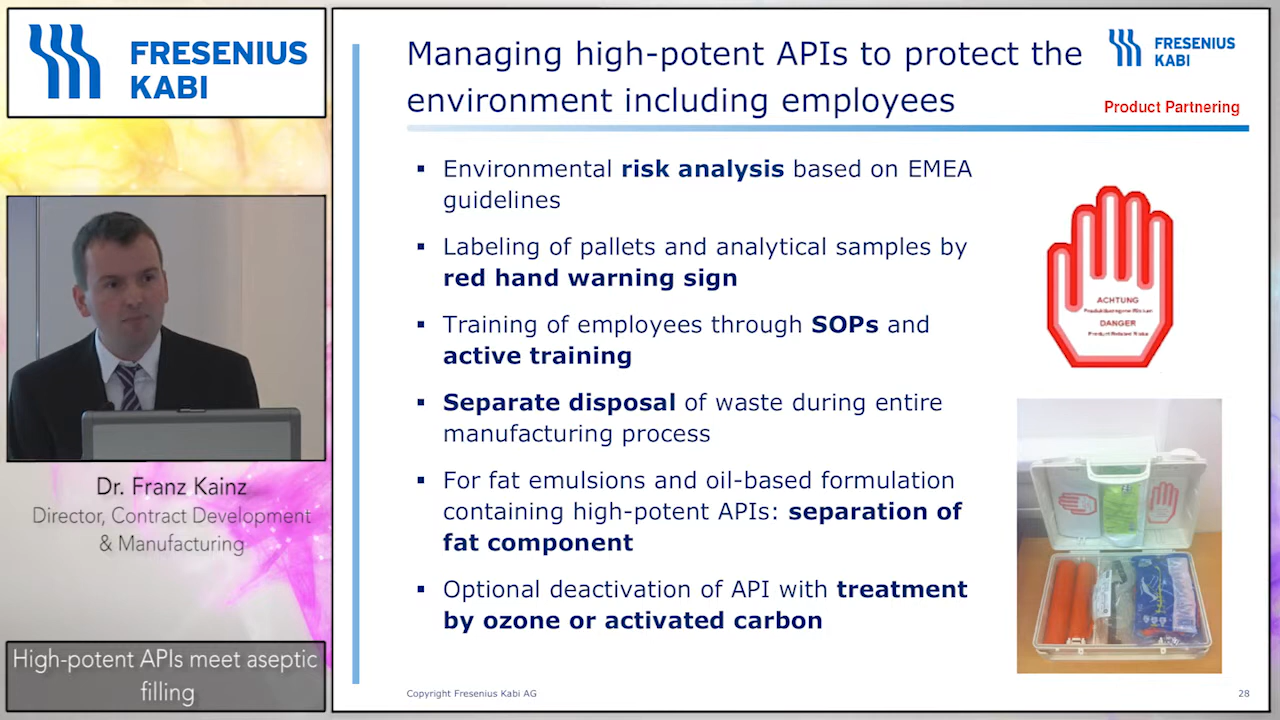 FRESENIUS
KABI
Dr. Franz Kainz
Director, Contract Development
& Manufacturing
High-potent APIs meet aseptic
filling
Managing high-potent APIs to protect the
environment including employees
FRESENIUS
KABI
Product Partnering
▪ Environmental risk analysis based on EMEA
guidelines
▪ Labeling of pallets and analytical samples by
red hand warning sign
▪ Training of employees through SOPs and
active training
▪ Separate disposal of waste during entire
manufacturing process
▪ For fat emulsions and oil-based formulation
containing high-potent APIs: separation of
fat component
▪ Optional deactivation of API with treatment
by ozone or activated carbon
ACHTUNG
DANGER
Product Related Risks
Copyright Fresenius Kabi AG
28